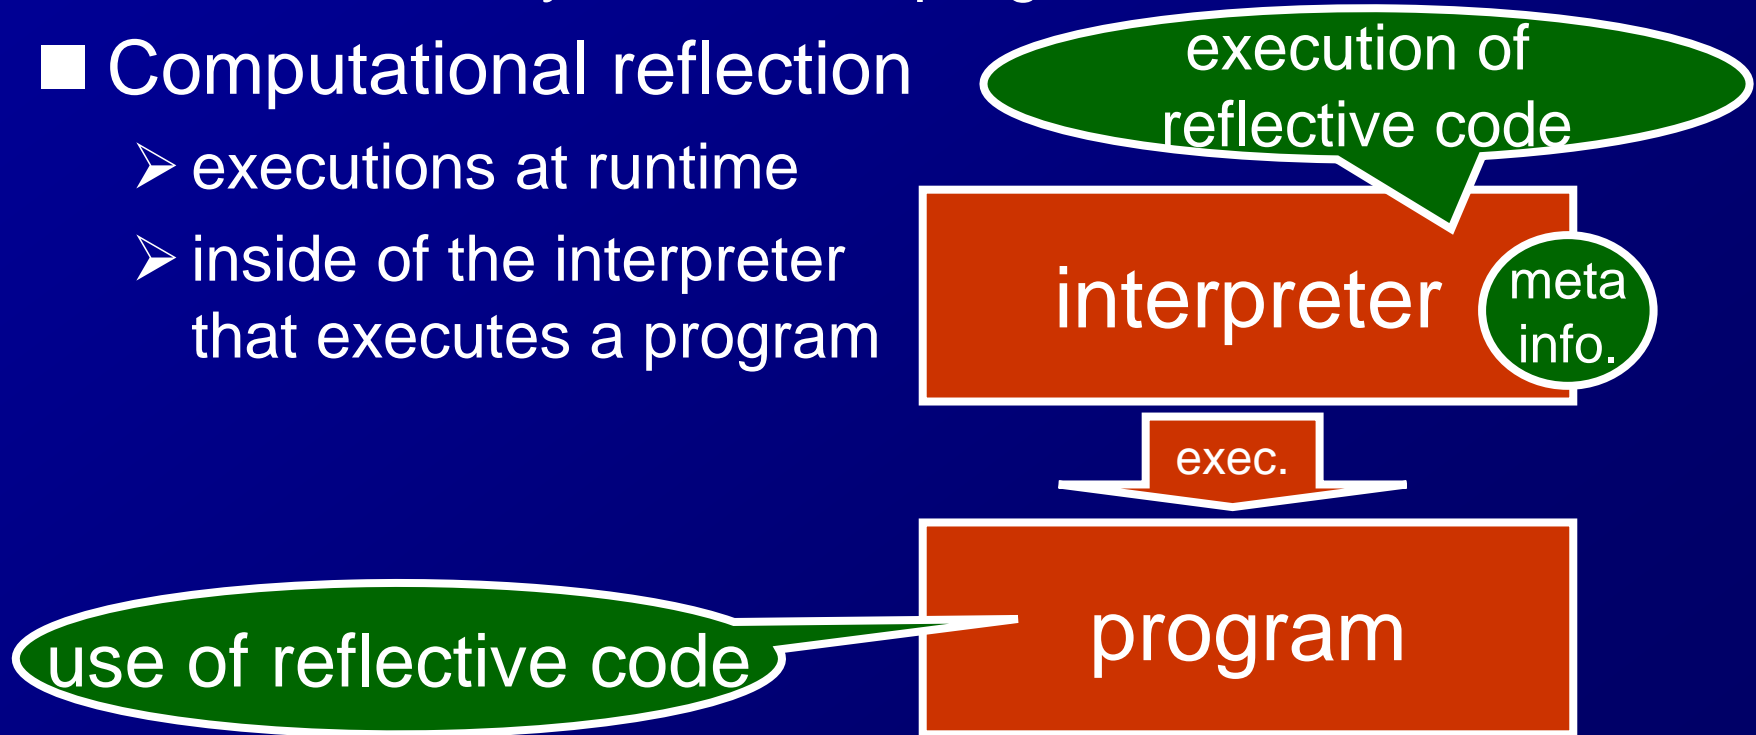 Computational reflection
executions at runtime
inside of the interpreter
that executes a program
execution of
reflective code
interpreter
meta
info.
exec.
program
use of reflective code